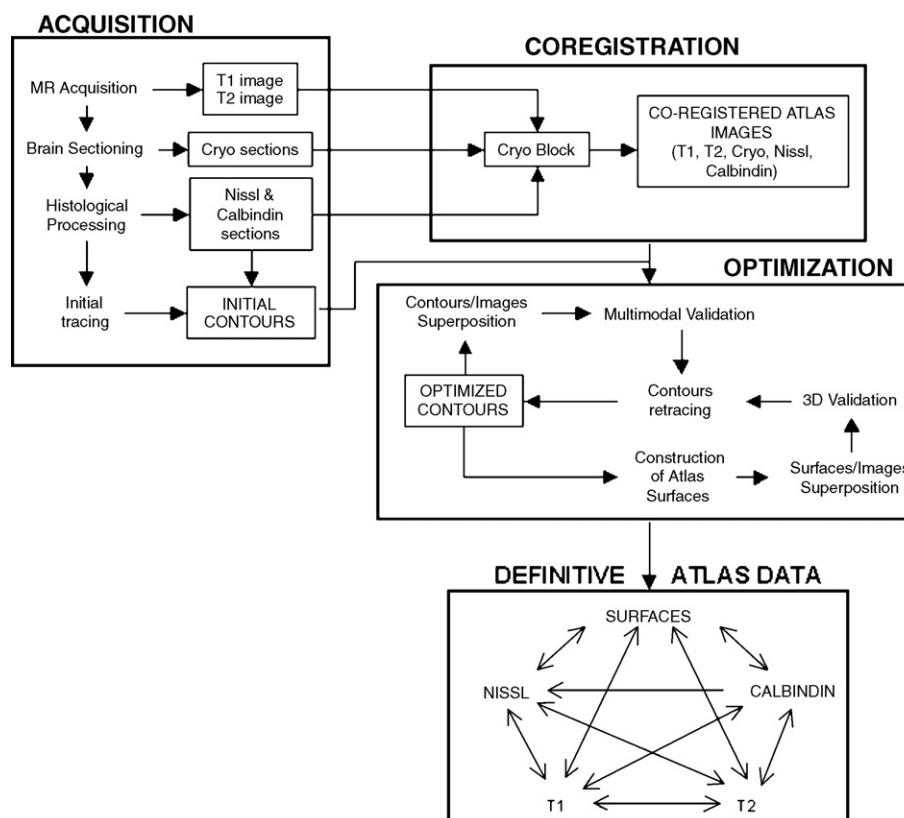 ACQUISITION
MR Acquisition
T1 image
T2 image
Brain Sectioning
Cryo sections
Histological
Processing
Nissl &
Calbindin
sections
Initial
tracing
INITIAL
CONTOURS
COREGISTRATION
Cryo Block
CO-REGISTERED ATLAS
IMAGES
(T1, T2, Cryo, Nissl,
Calbindin)
OPTIMIZATION
Contours/Images
Superposition
Multimodal Validation
OPTIMIZED
CONTOURS
Contours
retracing
3D Validation
Construction
of Atlas
Surfaces
Surfaces/Images
Superposition
DEFINITIVE ATLAS DATA
SURFACES
NISSL
CALBINDIN
T1
T2